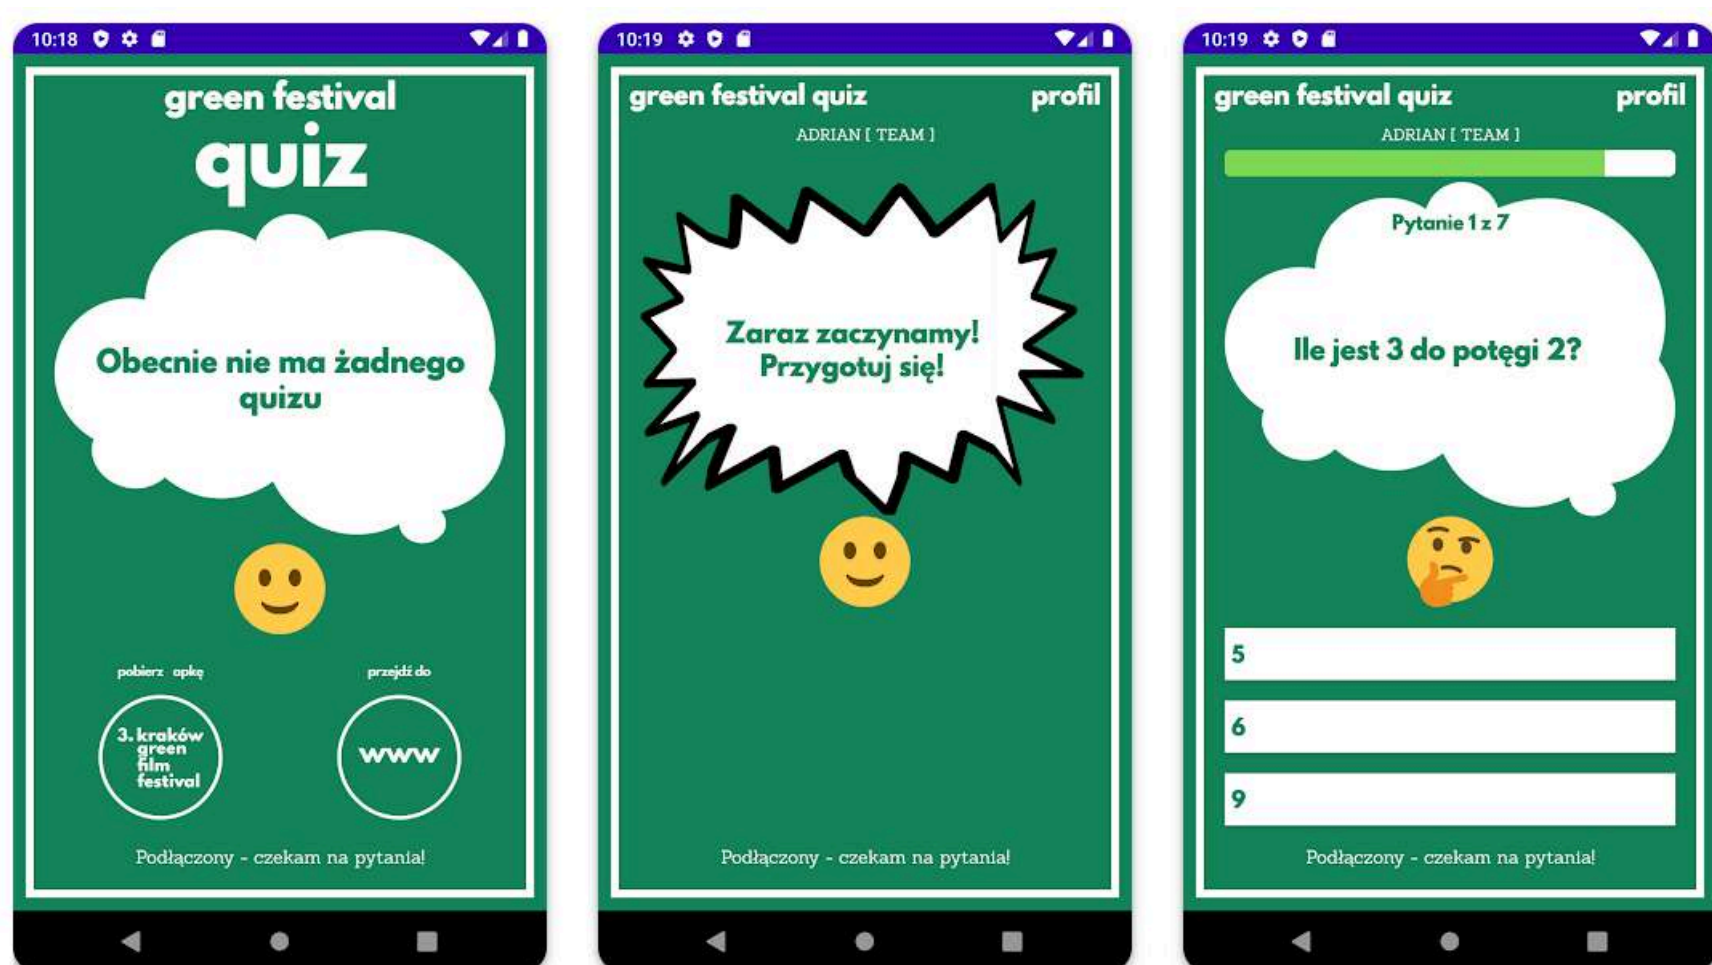 10:18
green festival
quiz
Obecnie nie ma żadnego
quizu
pobierz apkę
przejdź do
3. kraków
green
film
festival
www
Podłączony - czekam na pytania!
10:19
green festival quiz
profil
ADRIAN [ TEAM ]
Zaraz zaczynamy!
Przygotuj się!
Podłączony - czekam na pytania!
10:19
green festival quiz
profil
ADRIAN [ TEAM ]
Pytanie 1 z 7
Ile jest 3 do potęgi 2?
5
6
9
Podłączony - czekam na pytania!